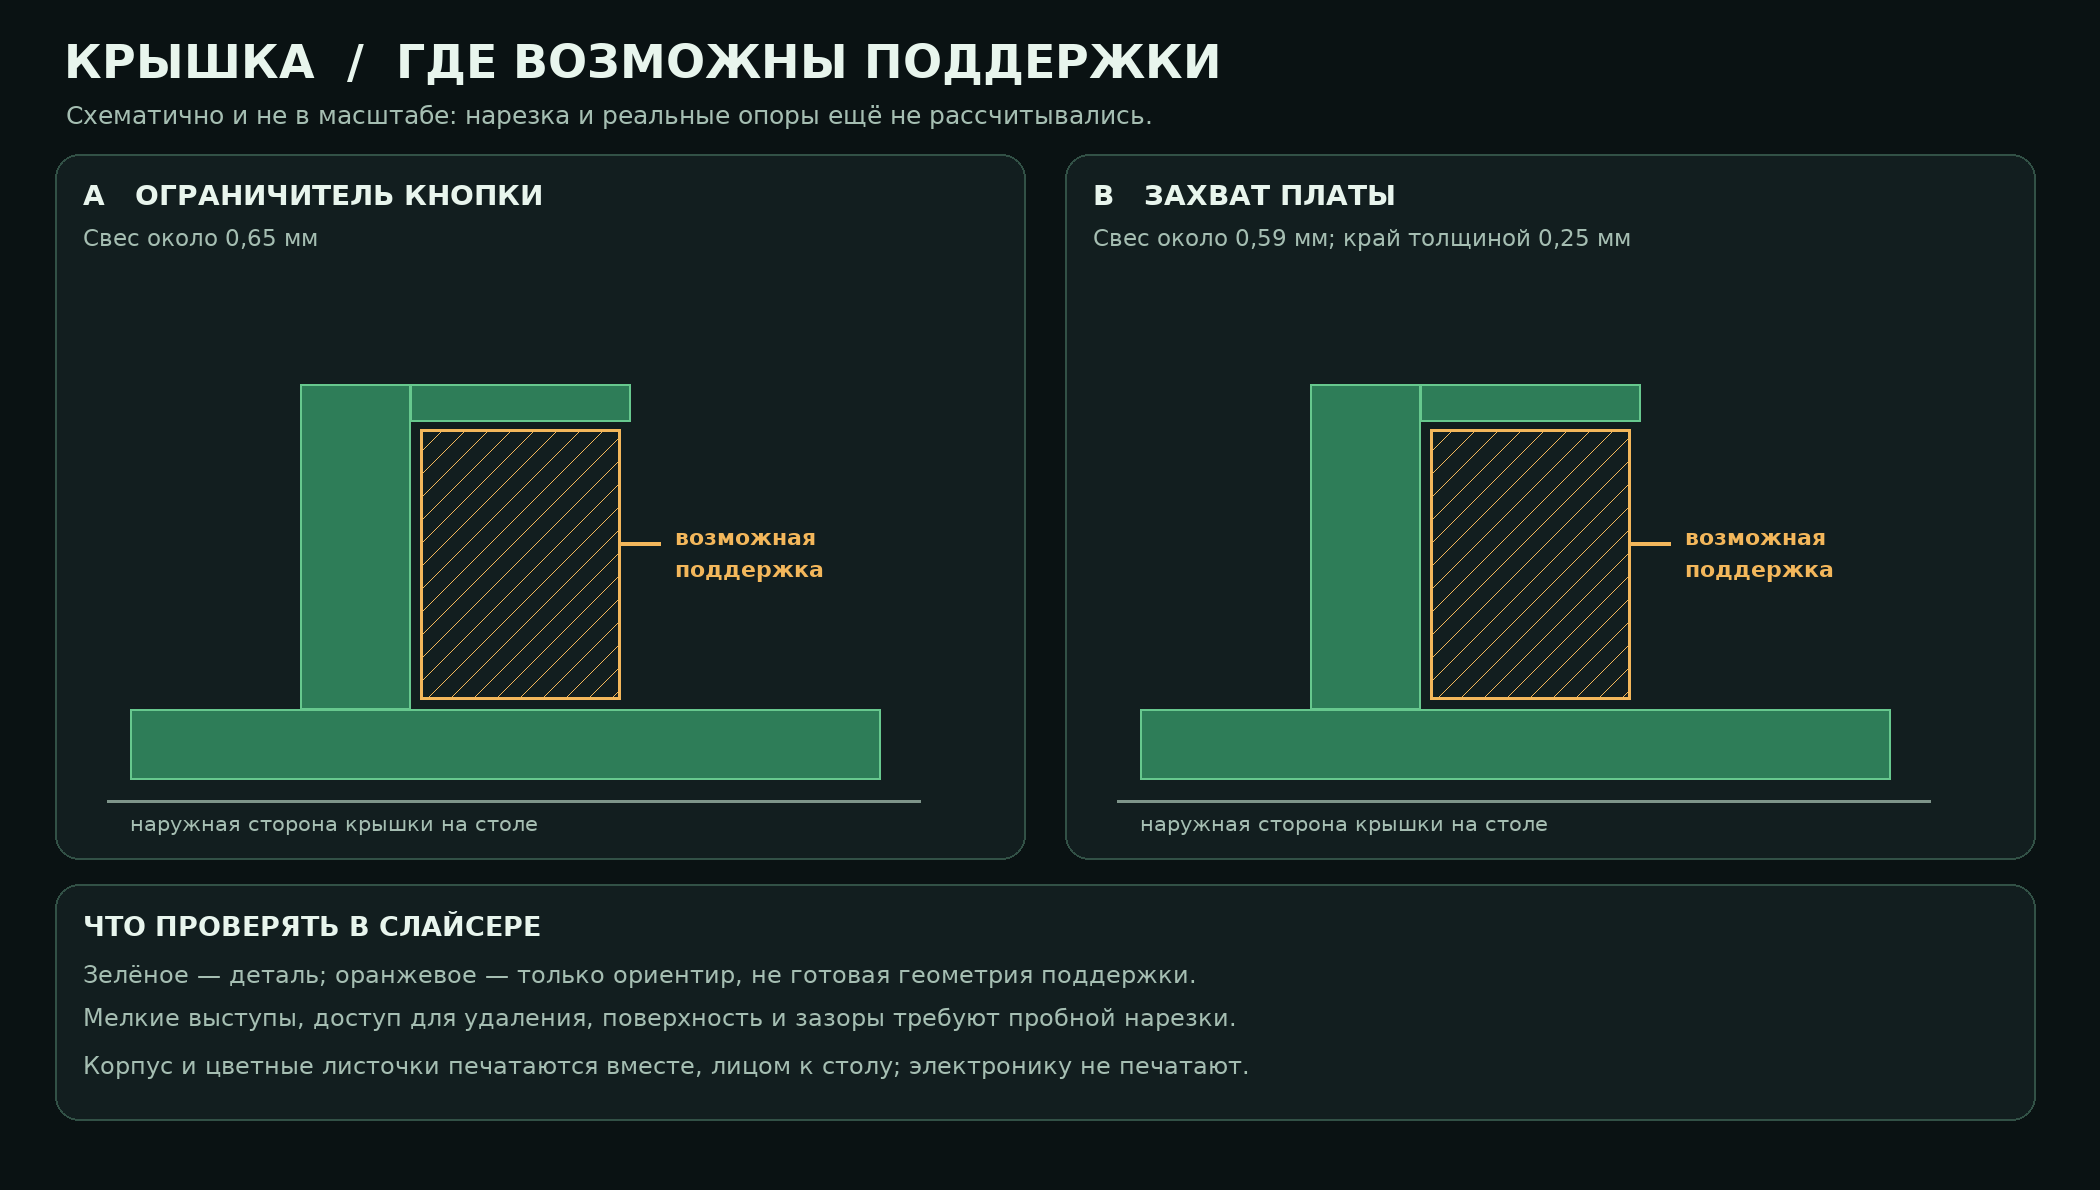 КРЫШКА / ГДЕ ВОЗМОЖНЫ ПОДДЕРЖКИ
Схематично и не в масштабе: нарезка и реальные опоры ещё не рассчитывались.
A ОГРАНИЧИТЕЛЬ КНОПКИ
Свес около 0,65 мм
возможная
поддержка
наружная сторона крышки на столе
B ЗАХВАТ ПЛАТЫ
Свес около 0,59 мм; край толщиной 0,25 мм
возможная
поддержка
наружная сторона крышки на столе
ЧТО ПРОВЕРЯТЬ В СЛАЙСЕРЕ
Зелёное — деталь; оранжевое — только ориентир, не готовая геометрия поддержки.
Мелкие выступы, доступ для удаления, поверхность и зазоры требуют пробной нарезки.
Корпус и цветные листочки печатаются вместе, лицом к столу; электронику не печатают.